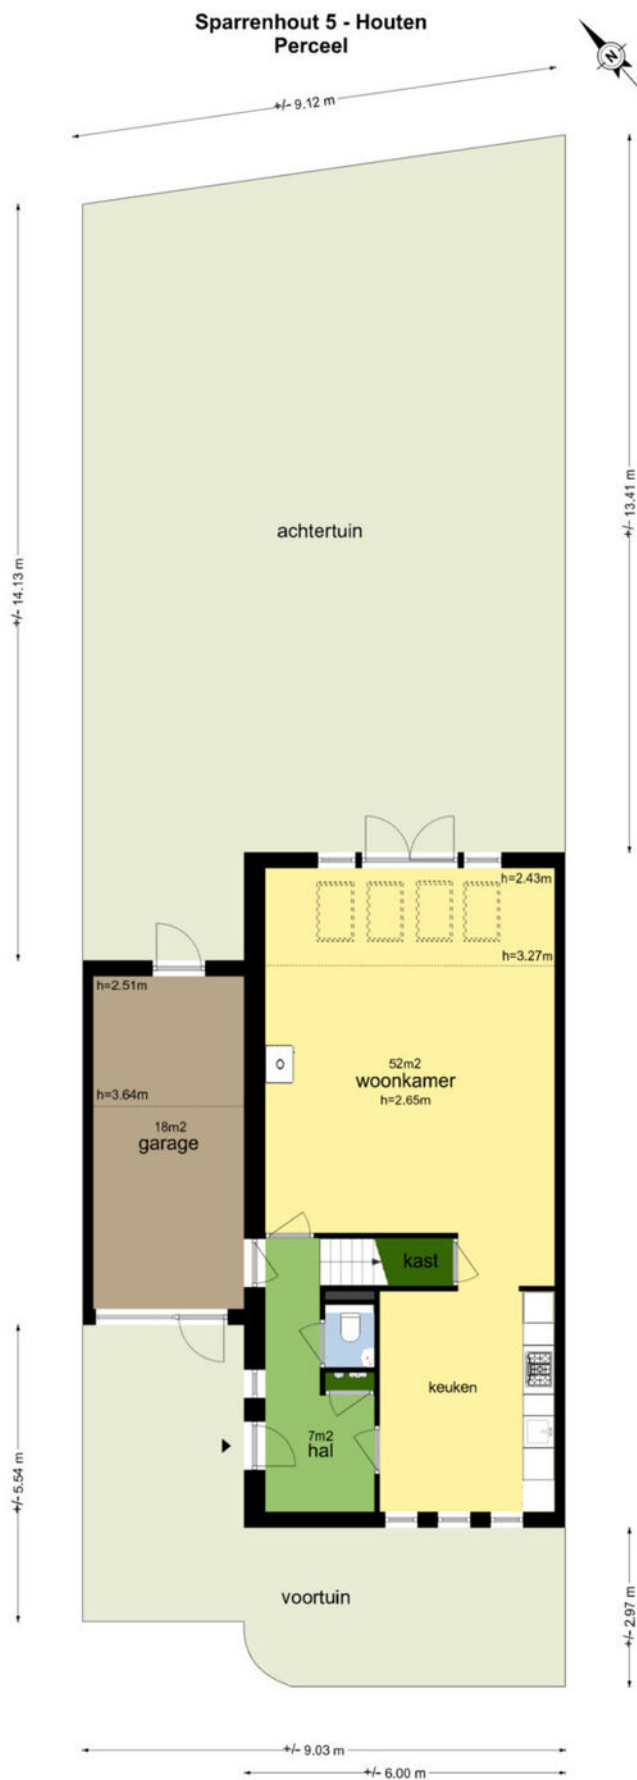 Sparrenhout 5 - Houten
Perceel
N
+/- 9.12 m
+/- 14.13 m
+/- 13.41 m
achtertuin
h=2.43m
h=3.27m
h=2.51m
52m2
woonkamer
h=2.65m
h=3.64m
18m2
garage
kast
keuken
7m2
hal
+/- 5.54 m
voortuin
+/- 2.97 m
+/- 9.03 m
+/- 6.00 m